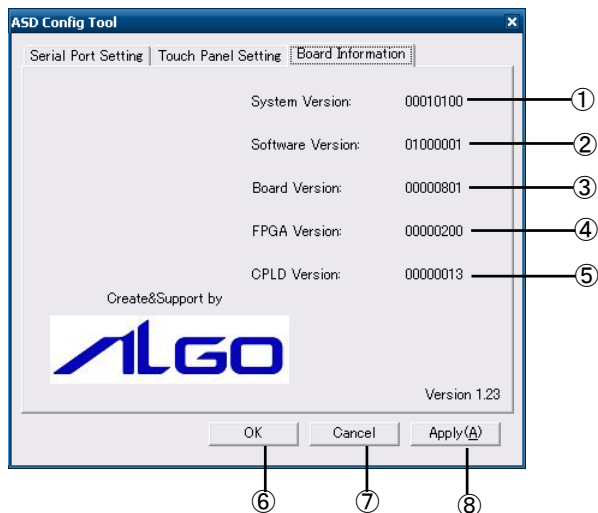 ASD Config Tool
Serial Port Setting Touch Panel Setting Board Information
System Version: 00010100 ①
Software Version: 01000001 ②
Board Version: 00000801 ③
FPGA Version: 00000200 ④
CPLD Version: 00000013 ⑤
Create&Support by
ALGO
Version 1.23
OK Cancel Apply(A)
⑥ ⑦ ⑧